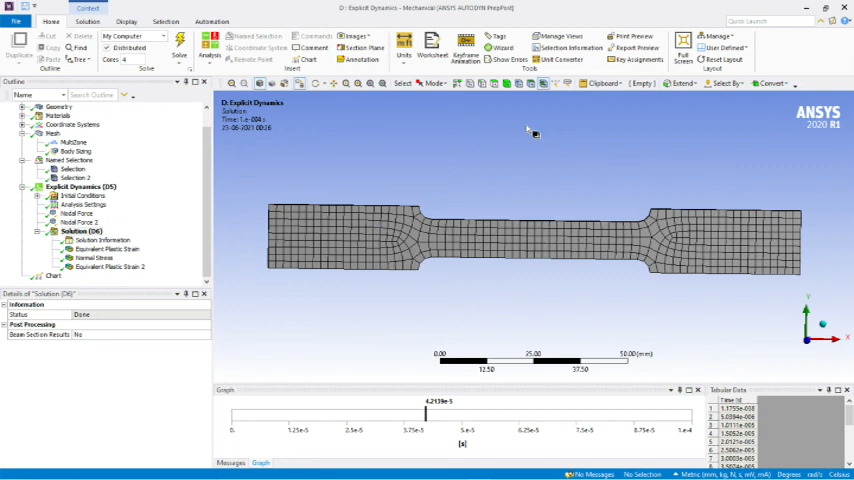 Context
D : Explicit Dynamics - Mechanical [ANSYS AUTODYN PrepPost]
File
Home
Solution
Display
Selection
Automation
Quick Launch
Duplicate
Cut
Delete
Copy
Find
Paste
Tree
Outline
My Computer
Distributed
Cores 4
Solve
Solve
Analysis
Named Selection
Coordinate System
Remote Point
Commands
Comment
Chart
Images
Section Plane
Annotation
Insert
Units
Worksheet
Keyframe Animation
Tags
Wizard
Show Errors
Manage Views
Selection Information
Unit Converter
Print Preview
Report Preview
Key Assignments
Tools
Full Screen
Manage
User Defined
Reset Layout
Layout
Select
Mode
Clipboard
[ Empty ]
Extend
Select By
Convert
Outline
Name
Search Outline
Geometry
Materials
Coordinate Systems
Mesh
MultiZone
Body Sizing
Named Selections
Selection
Selection 2
Explicit Dynamics (D5)
Initial Conditions
Analysis Settings
Nodal Force
Nodal Force 2
Solution (D6)
Solution Information
Equivalent Plastic Strain
Normal Stress
Equivalent Plastic Strain 2
Chart
Details of "Solution (D6)"
Information
Status Done
Post Processing
Beam Section Results No
D: Explicit Dynamics
Solution
Time: 1.e-004 s
23-06-2021 00:26
ANSYS
2020 R1
Y
X
0.00 25.00 50.00 (mm)
12.50 37.50
Graph
4.2139e-5
0. 1.25e-5 2.5e-5 3.75e-5 5.e-5 6.25e-5 7.5e-5 8.75e-5 1.e-4
[s]
Messages Graph
Tabular Data
Time [s]
1 1.1755e-038
2 5.0394e-006
3 1.0111e-005
4 1.5052e-005
5 2.0121e-005
6 2.5062e-005
7 3.0003e-005
No Messages
No Selection
Metric (mm, kg, N, s, mV, mA)
Degrees
rad/s
Celsius